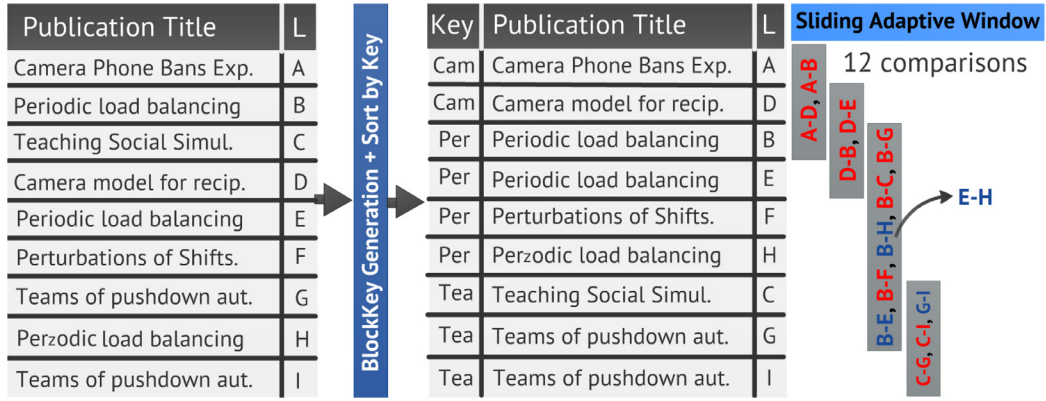 Publication Title L
Camera Phone Bans Exp. A
Periodic load balancing B
Teaching Social Simul. C
Camera model for recip. D
Periodic load balancing E
Perturbations of Shifts. F
Teams of pushdown aut. G
Perzodic load balancing H
Teams of pushdown aut. I
BlockKey Generation + Sort by Key
Key Publication Title L
Cam Camera Phone Bans Exp. A
Cam Camera model for recip. D
Per Periodic load balancing B
Per Periodic load balancing E
Per Perturbations of Shifts. F
Per Perzodic load balancing H
Tea Teaching Social Simul. C
Tea Teams of pushdown aut. G
Tea Teams of pushdown aut. I
Sliding Adaptive Window
12 comparisons
A-D, A-B
D-B, D-E
B-E, B-F, B-H, B-C, B-G
E-H
C-G, C-I, G-I